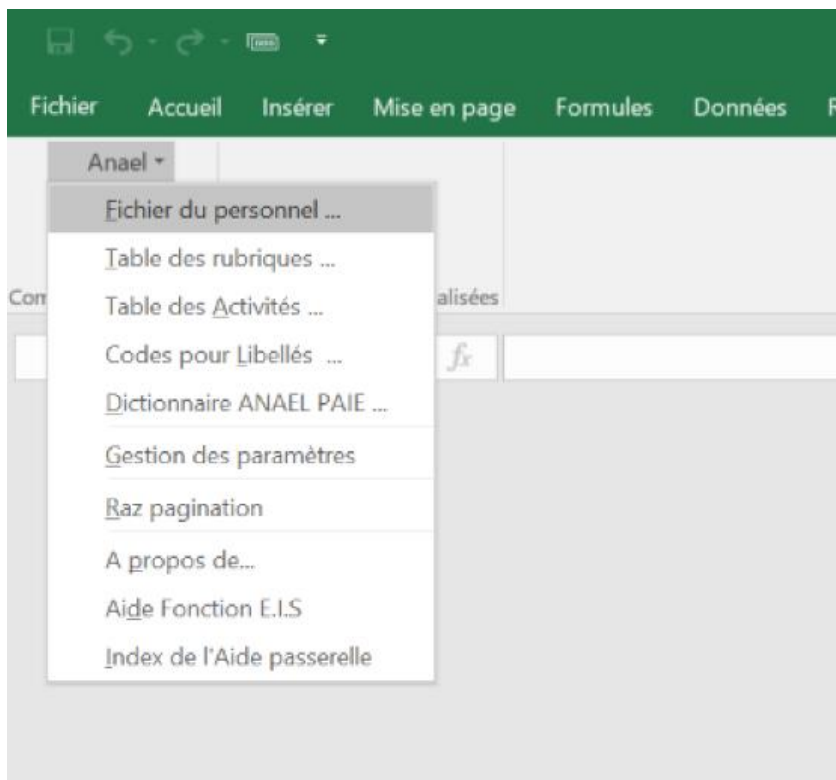 Fichier Accueil Insérer Mise en page Formules Données
Anael
Fichier du personnel ...
Table des rubriques ...
Table des Activités ...
alisées
Codes pour Libellés ...
fx
Dictionnaire ANAEL PAIE ...
Gestion des paramètres
Raz pagination
A propos de...
Aide Fonction E.I.S
Index de l'Aide passerelle